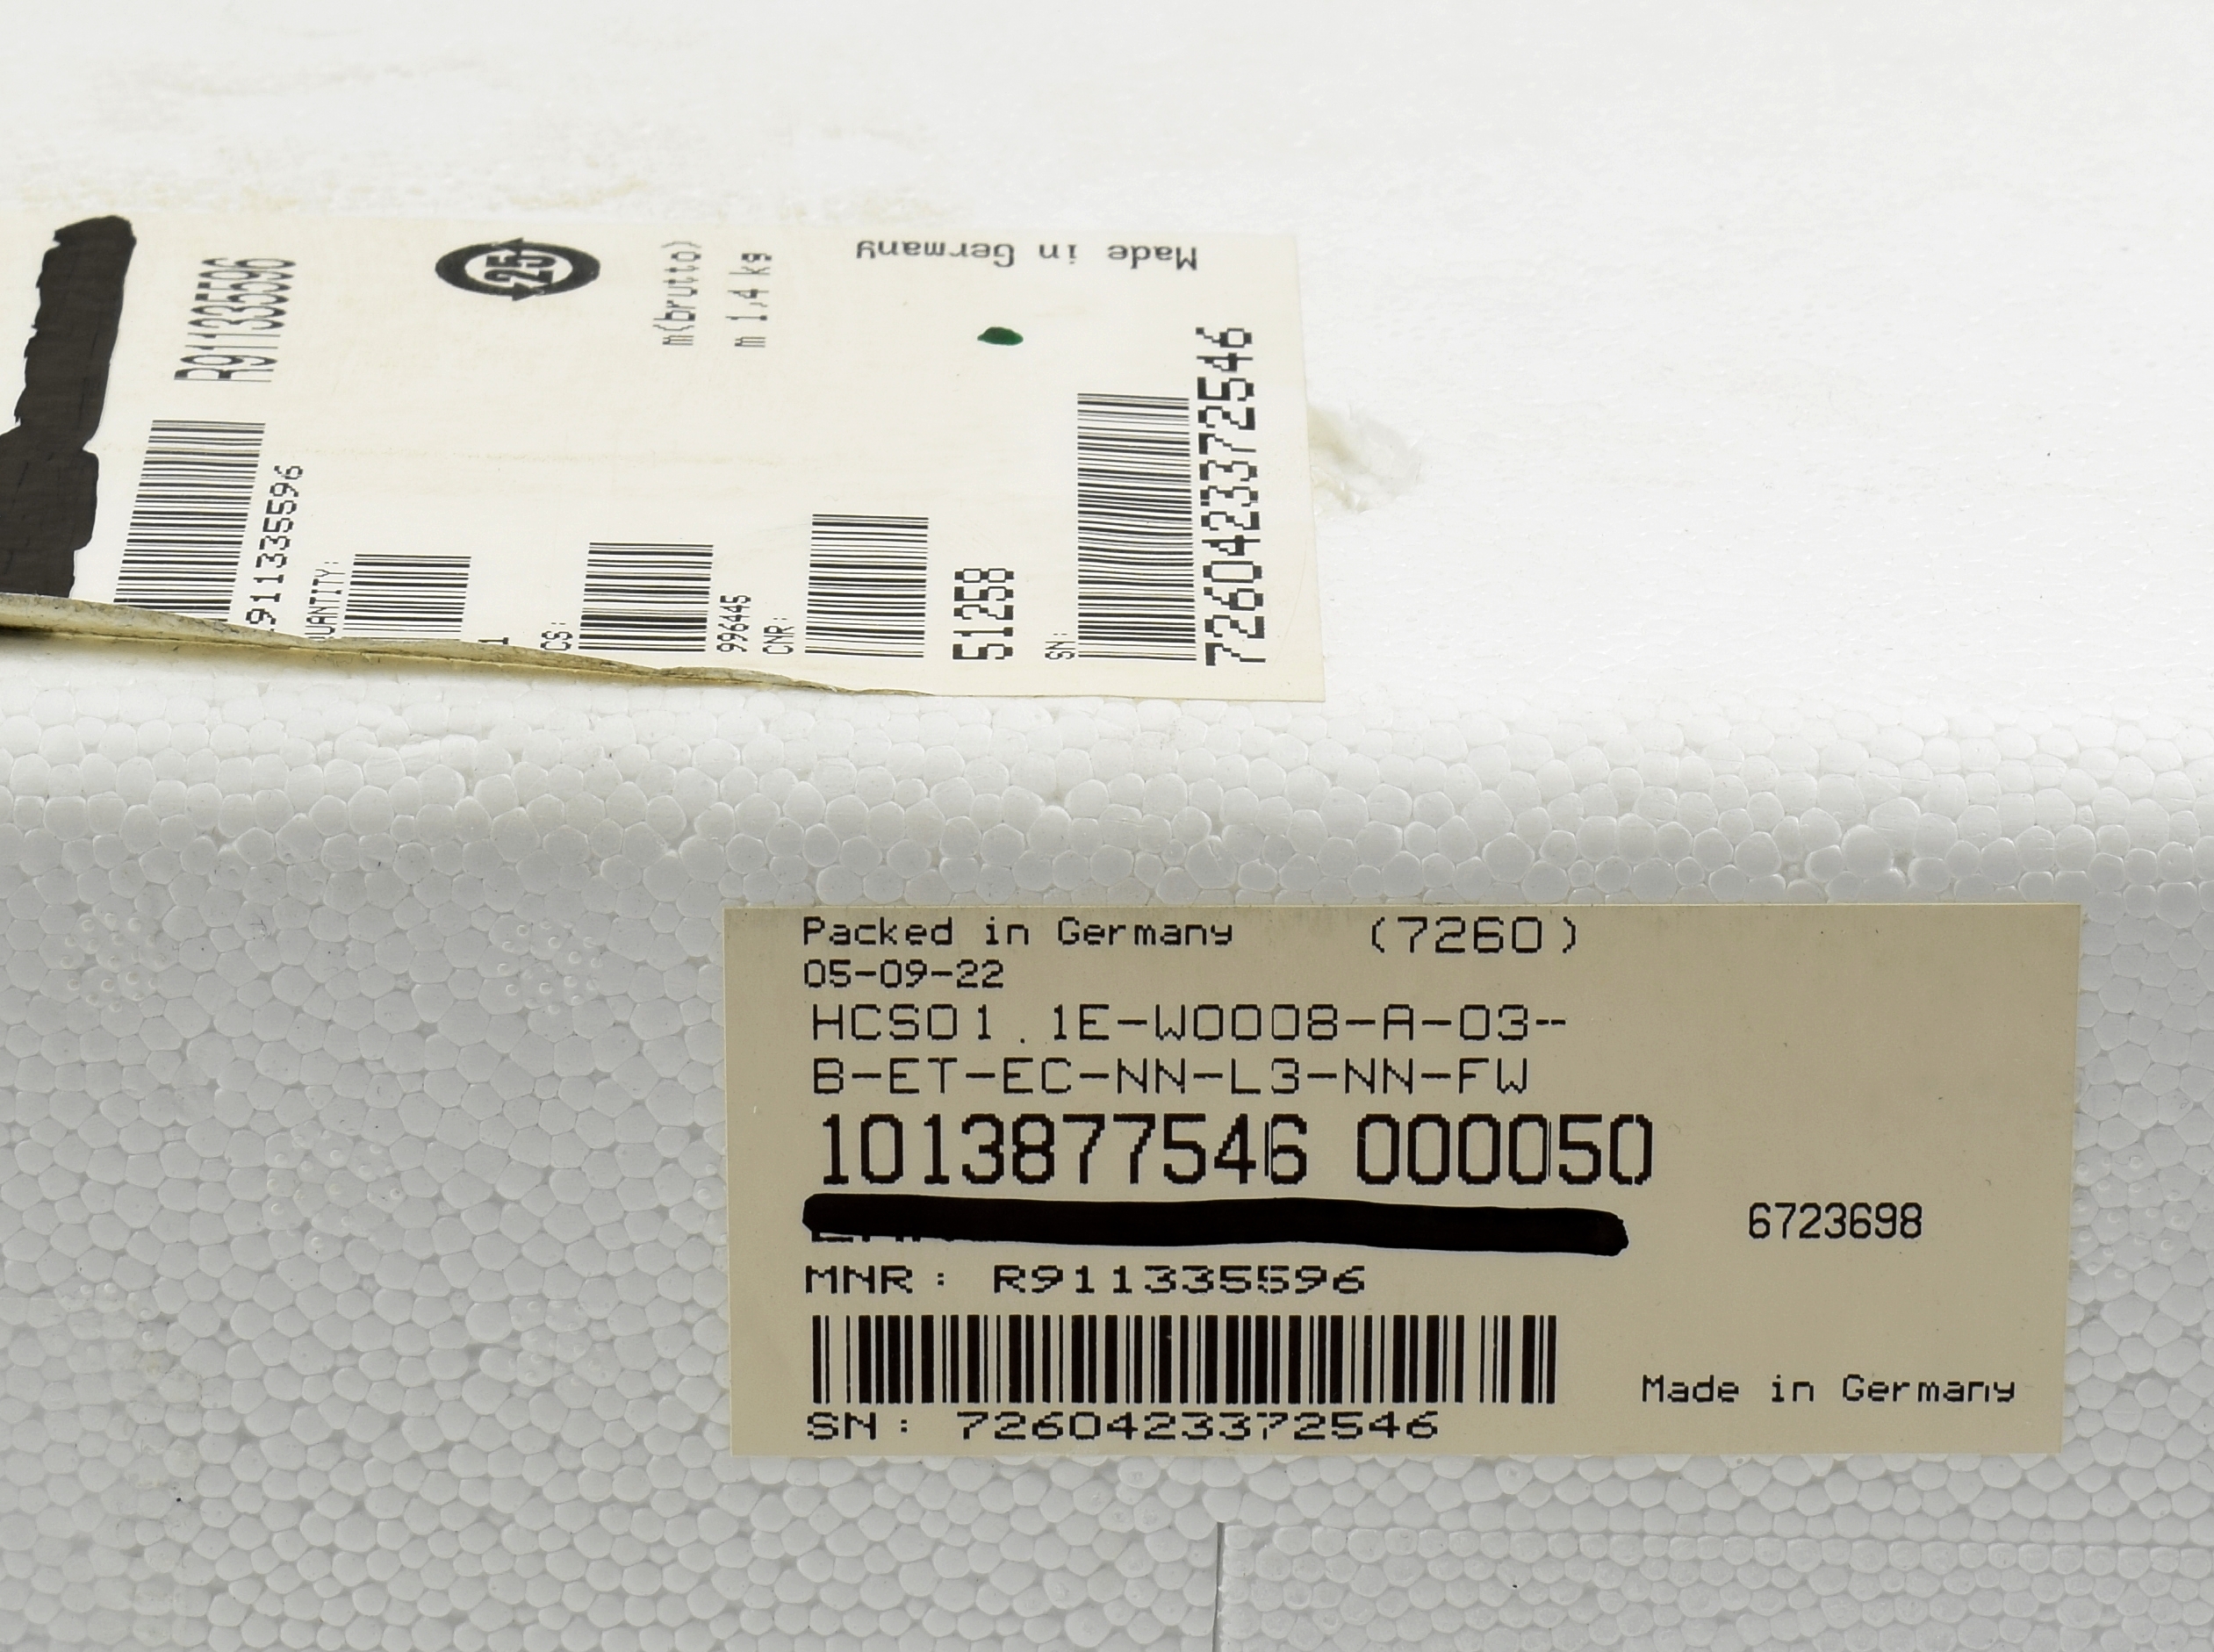 R911335596
R911335596
25
m(brutto)
m 1,4 kg
Made in Germany
1
CS:
996445
CNR:
51258
SN:
7260423372546
Packed in Germany (7260)
05-09-22
HCS01.1E-W0008-A-03--
B-ET-EC-NN-L3-NN-FW
1013877546 000050
6723698
MNR: R911335596
Made in Germany
SN: 7260423372546